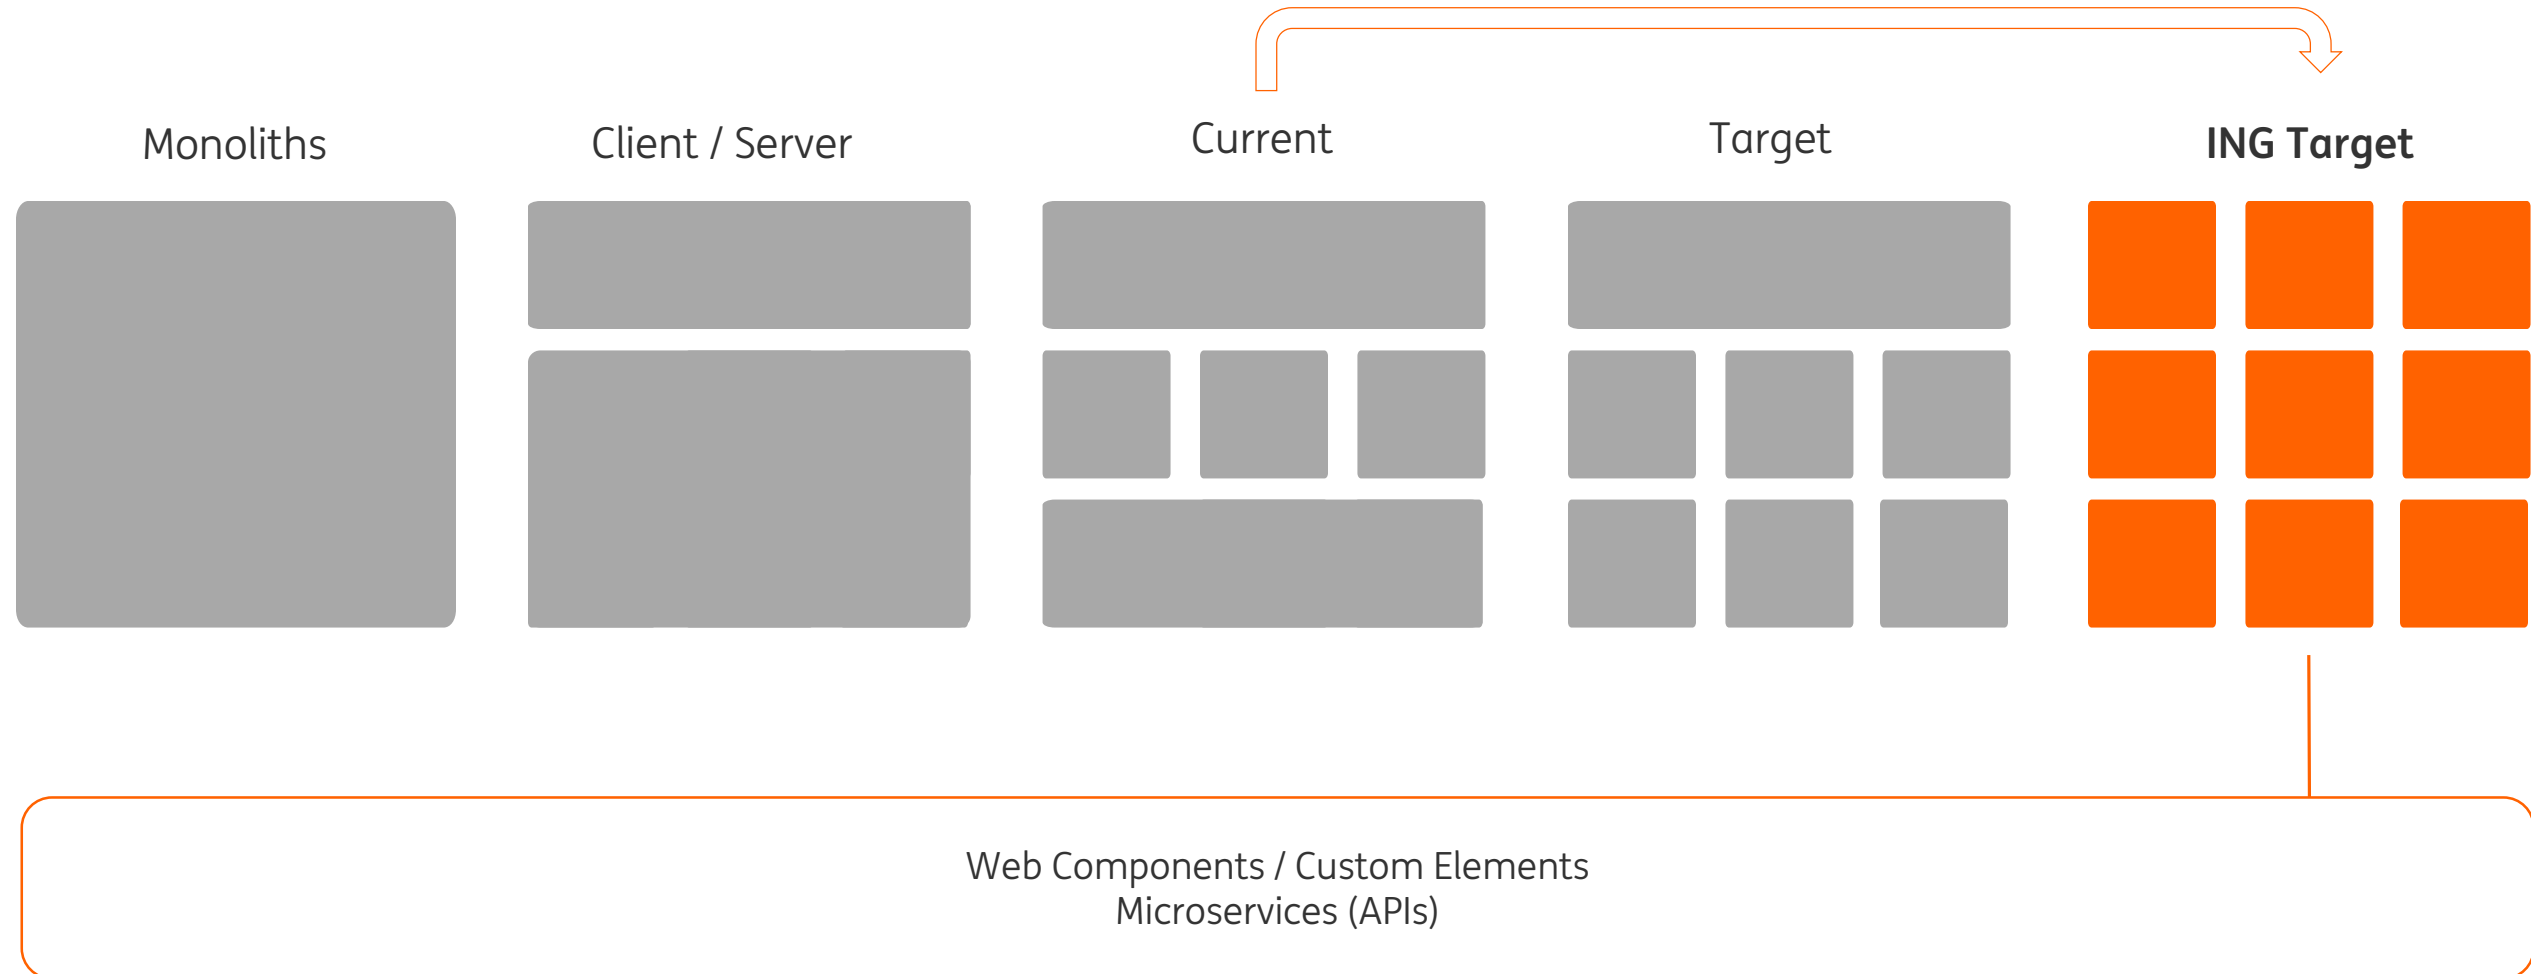 Monoliths
Client / Server
Current
Target
ING Target
Web Components / Custom Elements
Microservices (APIs)